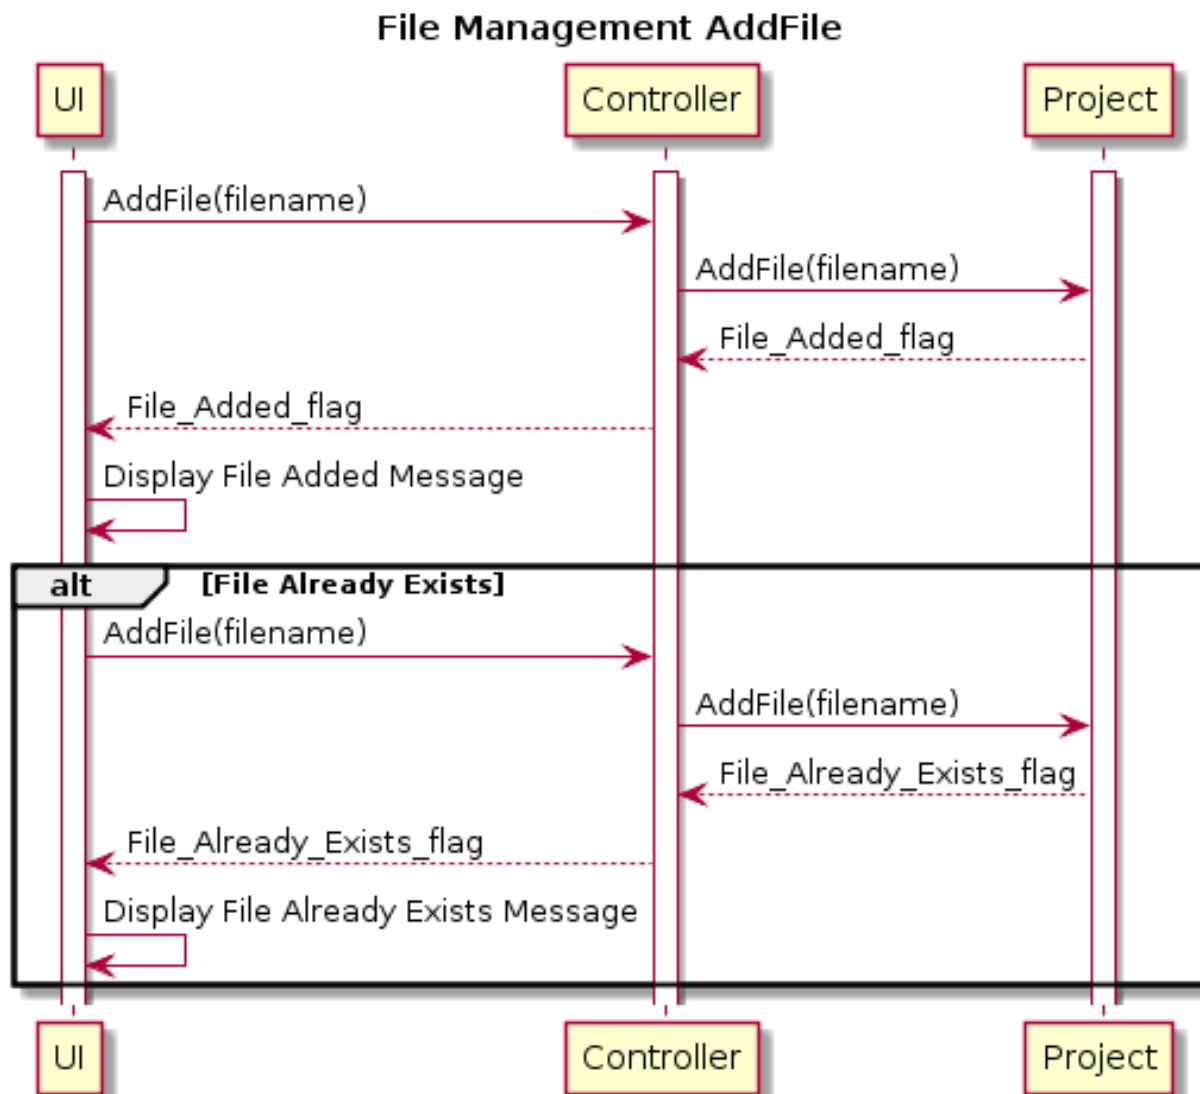 File Management AddFile
UI Controller Project
AddFile(filename)
AddFile(filename)
File_Added_flag
File_Added_flag
Display File Added Message
alt [File Already Exists]
AddFile(filename)
AddFile(filename)
File_Already_Exists_flag
File_Already_Exists_flag
Display File Already Exists Message
UI Controller Project